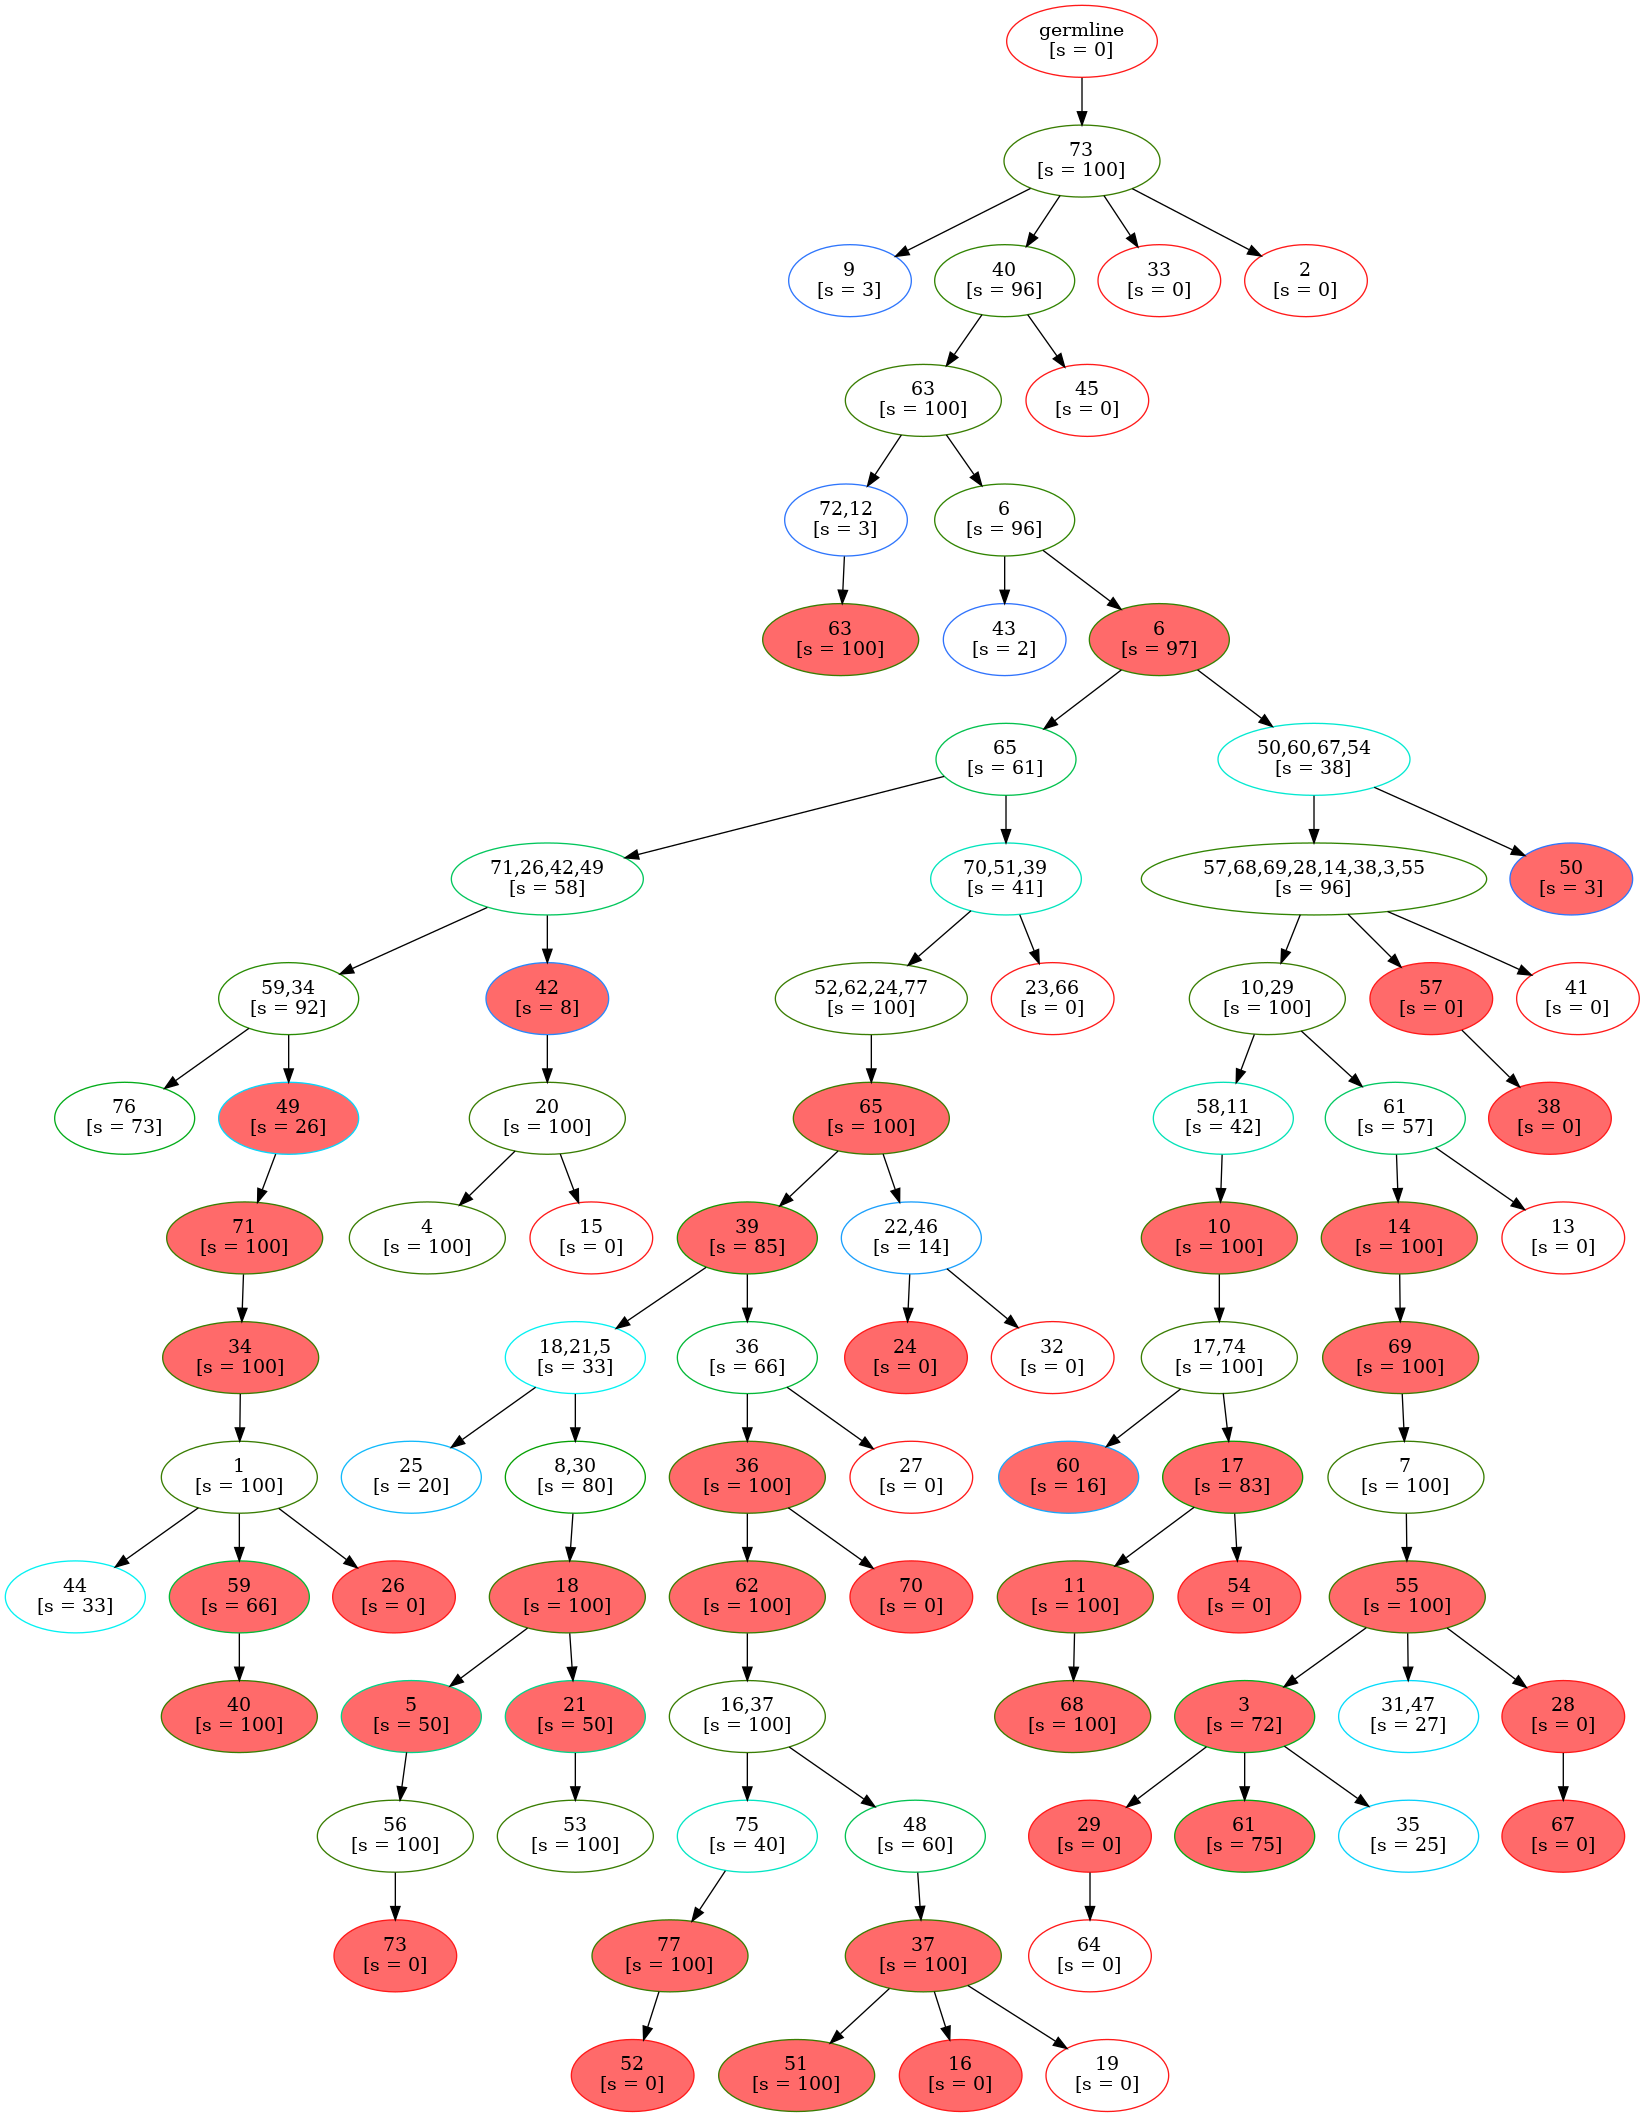 germline
[s = 0]
73
[s = 100]
9
[s = 3]
40
[s = 96]
33
[s = 0]
2
[s = 0]
63
[s = 100]
45
[s = 0]
72,12
[s = 3]
6
[s = 96]
63
[s = 100]
43
[s = 2]
6
[s = 97]
65
[s = 61]
50,60,67,54
[s = 38]
71,26,42,49
[s = 58]
70,51,39
[s = 41]
57,68,69,28,14,38,3,55
[s = 96]
50
[s = 3]
59,34
[s = 92]
42
[s = 8]
52,62,24,77
[s = 100]
23,66
[s = 0]
10,29
[s = 100]
57
[s = 0]
41
[s = 0]
76
[s = 73]
49
[s = 26]
20
[s = 100]
65
[s = 100]
58,11
[s = 42]
61
[s = 57]
38
[s = 0]
71
[s = 100]
4
[s = 100]
15
[s = 0]
39
[s = 85]
22,46
[s = 14]
10
[s = 100]
14
[s = 100]
13
[s = 0]
34
[s = 100]
18,21,5
[s = 33]
36
[s = 66]
24
[s = 0]
32
[s = 0]
17,74
[s = 100]
69
[s = 100]
1
[s = 100]
25
[s = 20]
8,30
[s = 80]
36
[s = 100]
27
[s = 0]
60
[s = 16]
17
[s = 83]
7
[s = 100]
44
[s = 33]
59
[s = 66]
26
[s = 0]
18
[s = 100]
62
[s = 100]
70
[s = 0]
11
[s = 100]
54
[s = 0]
55
[s = 100]
40
[s = 100]
5
[s = 50]
21
[s = 50]
16,37
[s = 100]
68
[s = 100]
3
[s = 72]
31,47
[s = 27]
28
[s = 0]
56
[s = 100]
53
[s = 100]
75
[s = 40]
48
[s = 60]
29
[s = 0]
61
[s = 75]
35
[s = 25]
67
[s = 0]
73
[s = 0]
77
[s = 100]
37
[s = 100]
64
[s = 0]
52
[s = 0]
51
[s = 100]
16
[s = 0]
19
[s = 0]